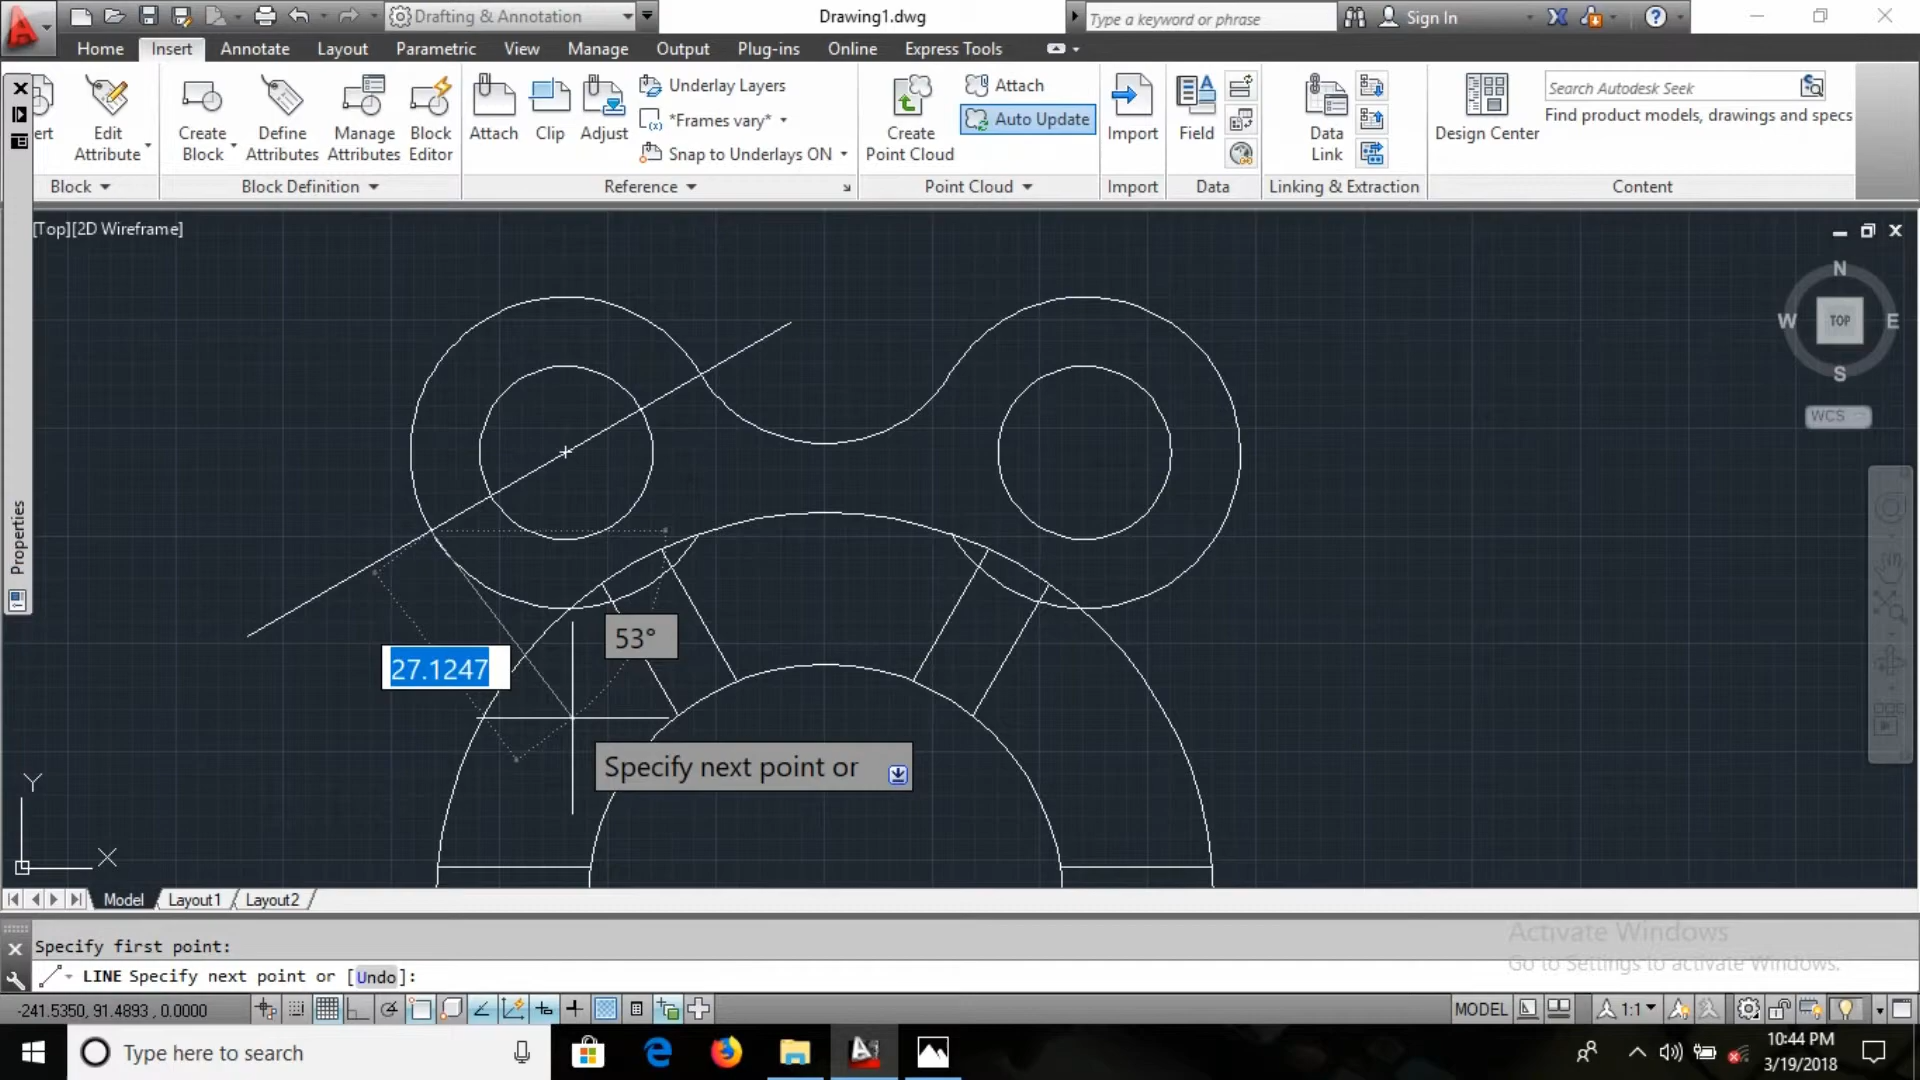 Drafting & Annotation
Drawing1.dwg
Type a keyword or phrase
Sign In
Home
Insert
Annotate
Layout
Parametric
View
Manage
Output
Plug-ins
Online
Express Tools
ert
Edit
Attribute
Create
Block
Define
Attributes
Manage
Attributes
Block
Editor
Attach
Clip
Adjust
Underlay Layers
*Frames vary*
Snap to Underlays ON
Create
Point Cloud
Attach
Auto Update
Import
Field
Data
Link
Design Center
Search Autodesk Seek
Find product models, drawings and specs
Block
Block Definition
Reference
Point Cloud
Import
Data
Linking & Extraction
Content
[Top][2D Wireframe]
N
W
TOP
E
S
WCS
Properties
53°
27.1247
Specify next point or
Y
X
Model
Layout1
Layout2
Specify first point:
LINE Specify next point or [Undo]:
Activate Windows
Go to Settings to activate Windows.
-241.5350, 91.4893 , 0.0000
MODEL
1:1
Type here to search
10:44 PM
3/19/2018